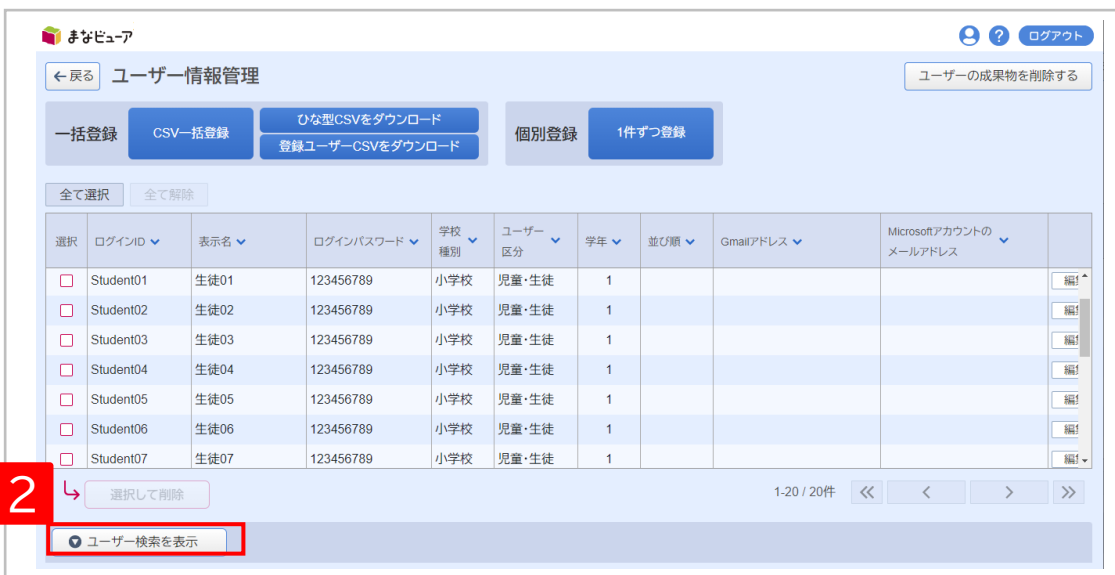 まなビューア
? ログアウト
←戻る ユーザー情報管理 ユーザーの成果物を削除する
一括登録 CSV一括登録 ひな型CSVをダウンロード 登録ユーザーCSVをダウンロード 個別登録 1件ずつ登録
全て選択 全て解除
選択 ログインID 表示名 ログインパスワード 学校種別 ユーザー区分 学年 並び順 Gmailアドレス Microsoftアカウントのメールアドレス
Student01 生徒01 123456789 小学校 児童・生徒 1 編集
Student02 生徒02 123456789 小学校 児童・生徒 1 編集
Student03 生徒03 123456789 小学校 児童・生徒 1 編集
Student04 生徒04 123456789 小学校 児童・生徒 1 編集
Student05 生徒05 123456789 小学校 児童・生徒 1 編集
Student06 生徒06 123456789 小学校 児童・生徒 1 編集
Student07 生徒07 123456789 小学校 児童・生徒 1 編集
2 選択して削除 1-20 / 20件
ユーザー検索を表示